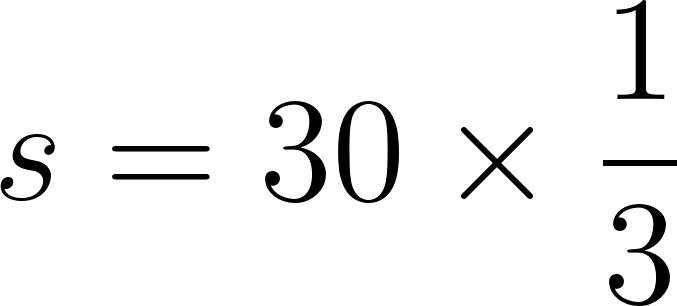 s = 30 × 1/3